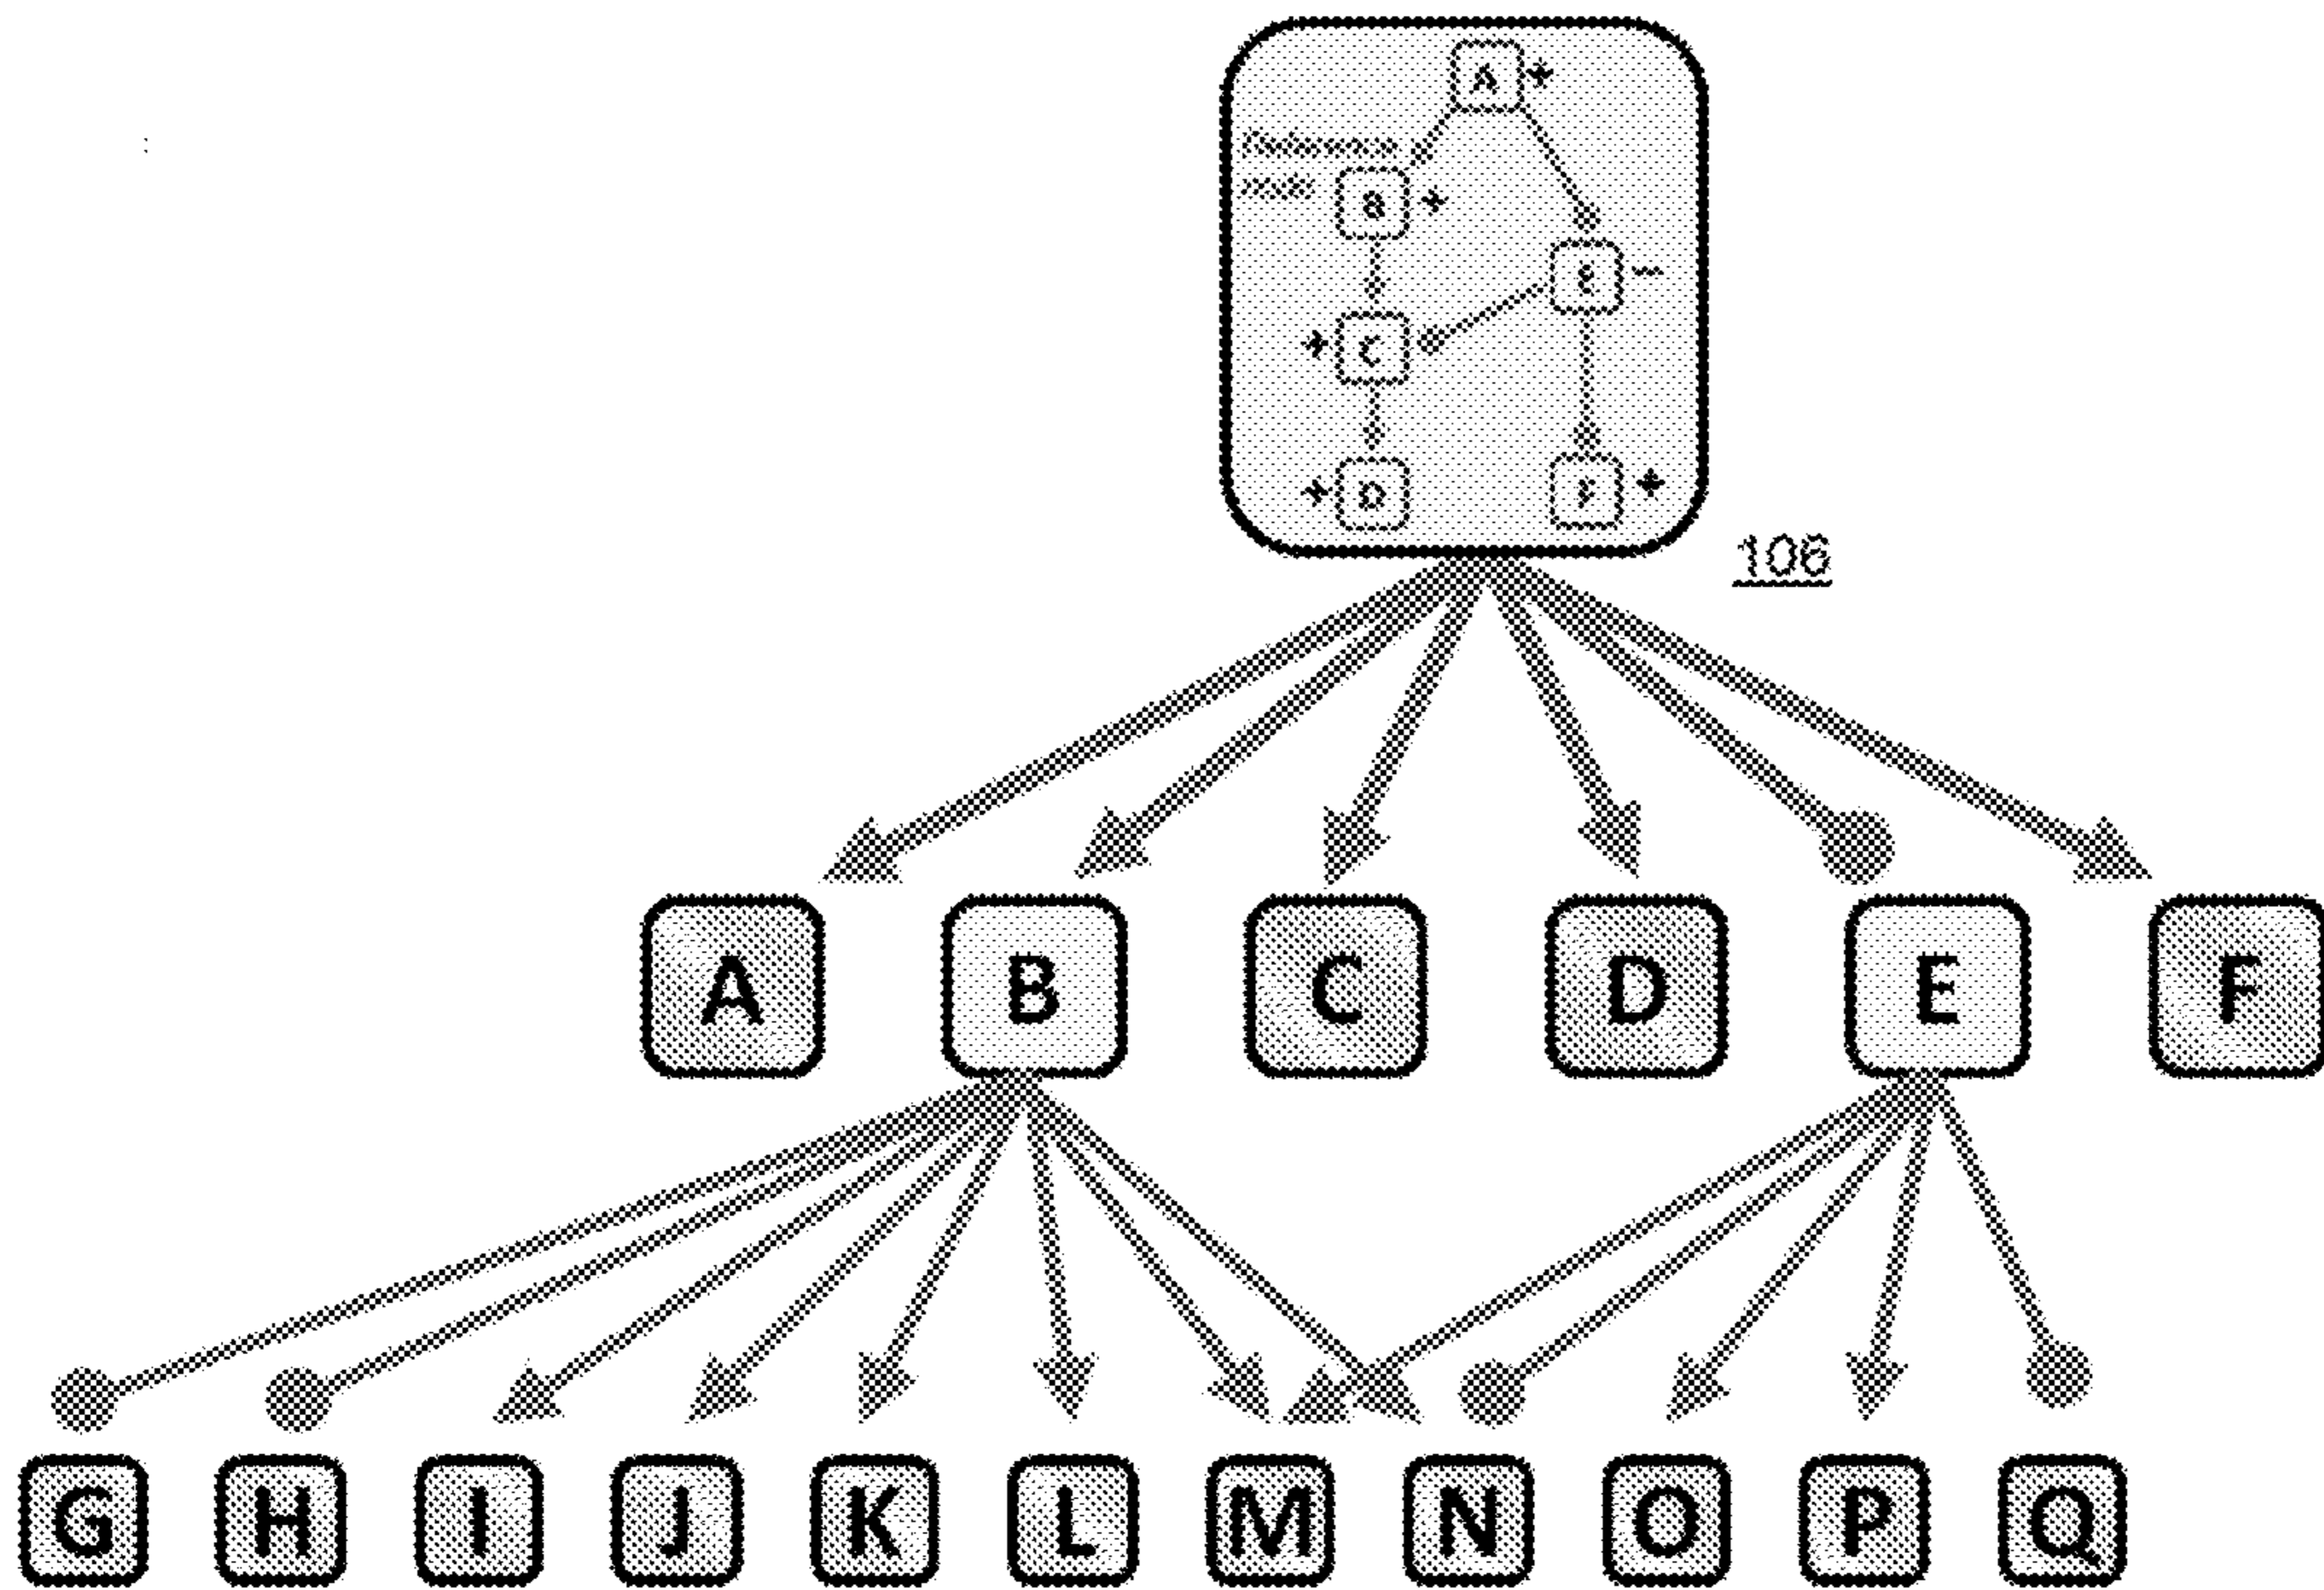 A +
B +
E −
+ C
+ D
F +
106
A B C D E F
G H I J K L M N O P Q